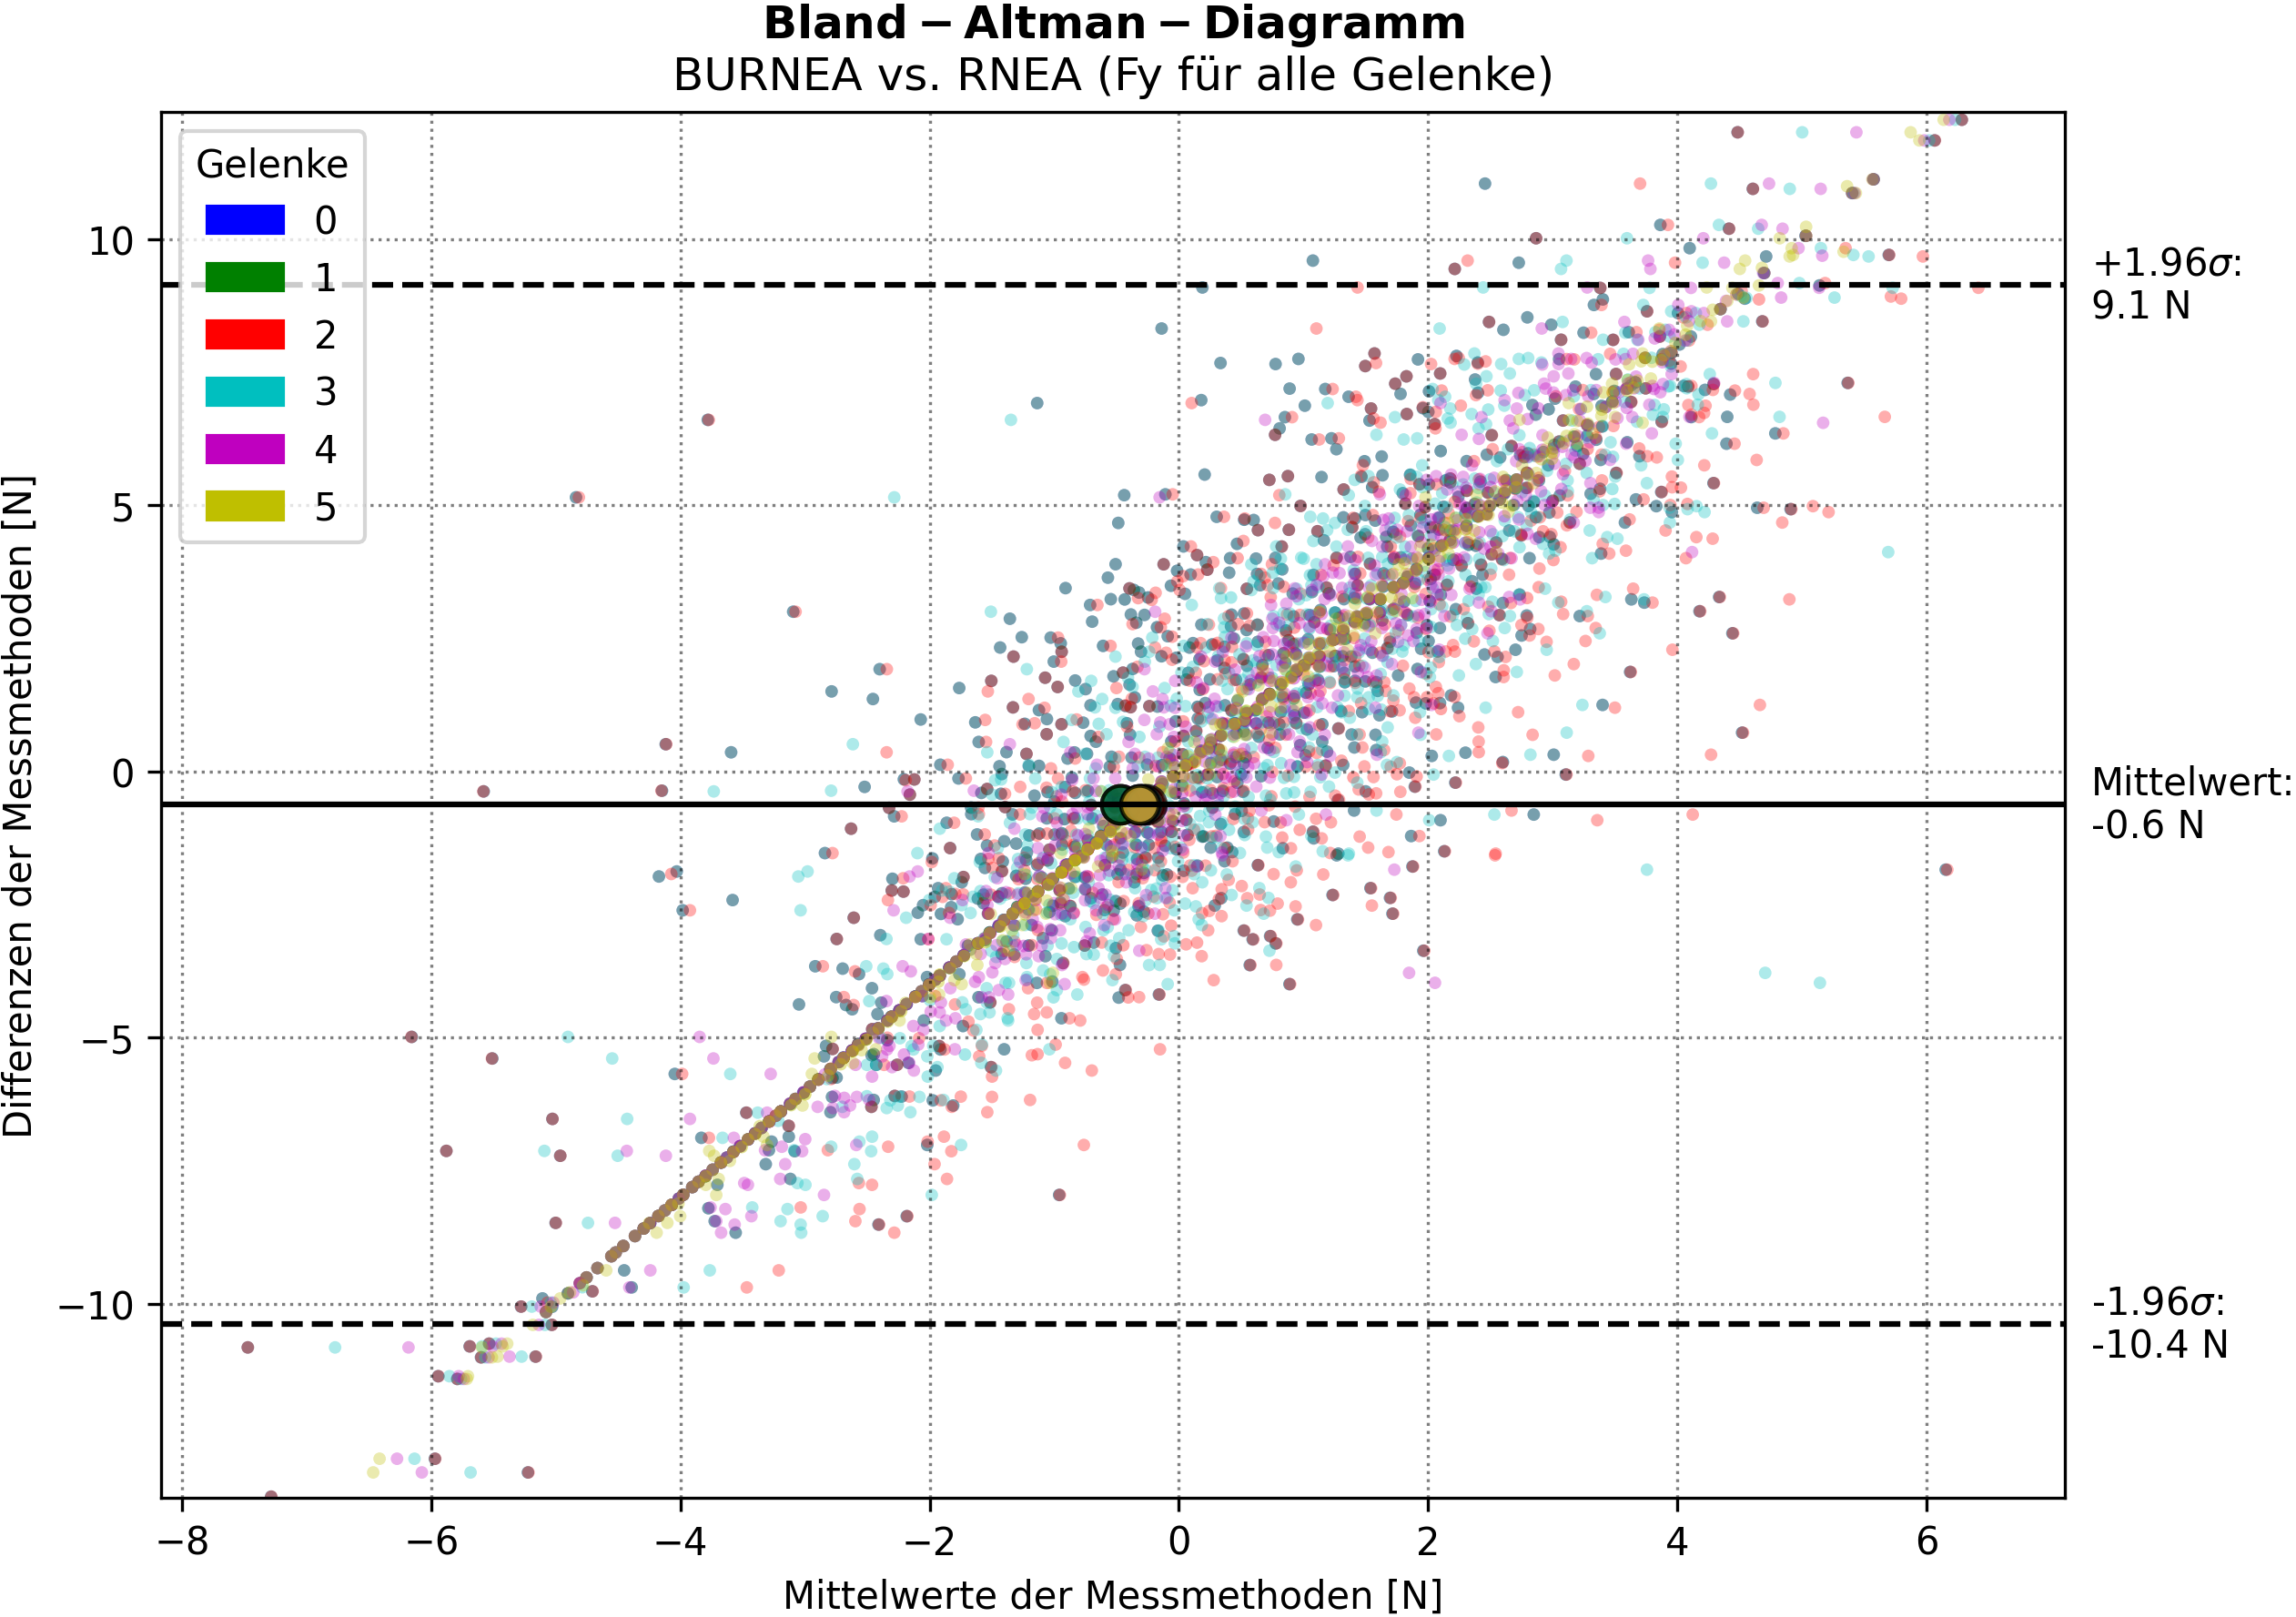 Bland − Altman − Diagramm
BURNEA vs. RNEA (Fy für alle Gelenke)
Gelenke
0
1
2
3
4
5
10
5
0
−5
−10
Differenzen der Messmethoden [N]
+1.96σ:
9.1 N
Mittelwert:
-0.6 N
-1.96σ:
-10.4 N
−8 −6 −4 −2 0 2 4 6
Mittelwerte der Messmethoden [N]